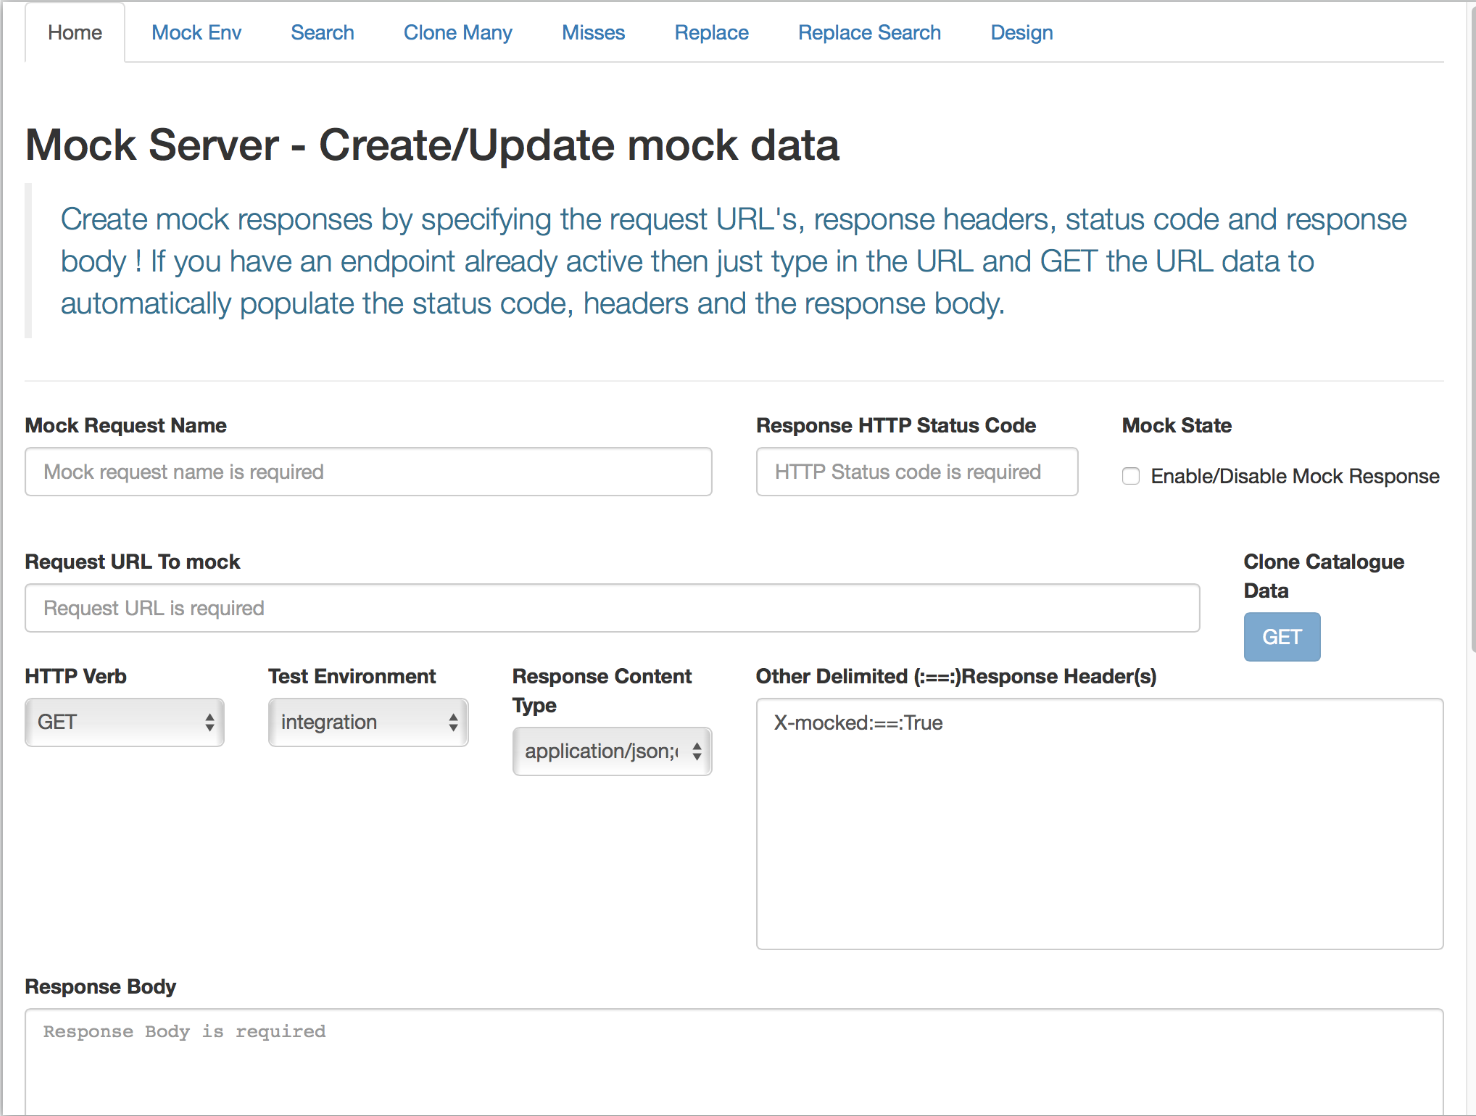 Home Mock Env Search Clone Many Misses Replace Replace Search Design
Mock Server - Create/Update mock data
Create mock responses by specifying the request URL's, response headers, status code and response
body ! If you have an endpoint already active then just type in the URL and GET the URL data to
automatically populate the status code, headers and the response body.
Mock Request Name Response HTTP Status Code Mock State
Mock request name is required HTTP Status code is required Enable/Disable Mock Response
Request URL To mock Clone Catalogue
Data
Request URL is required GET
HTTP Verb Test Environment Response Content Other Delimited (:==:)Response Header(s)
Type
GET integration X-mocked:==:True
application/json;
Response Body
Response Body is required